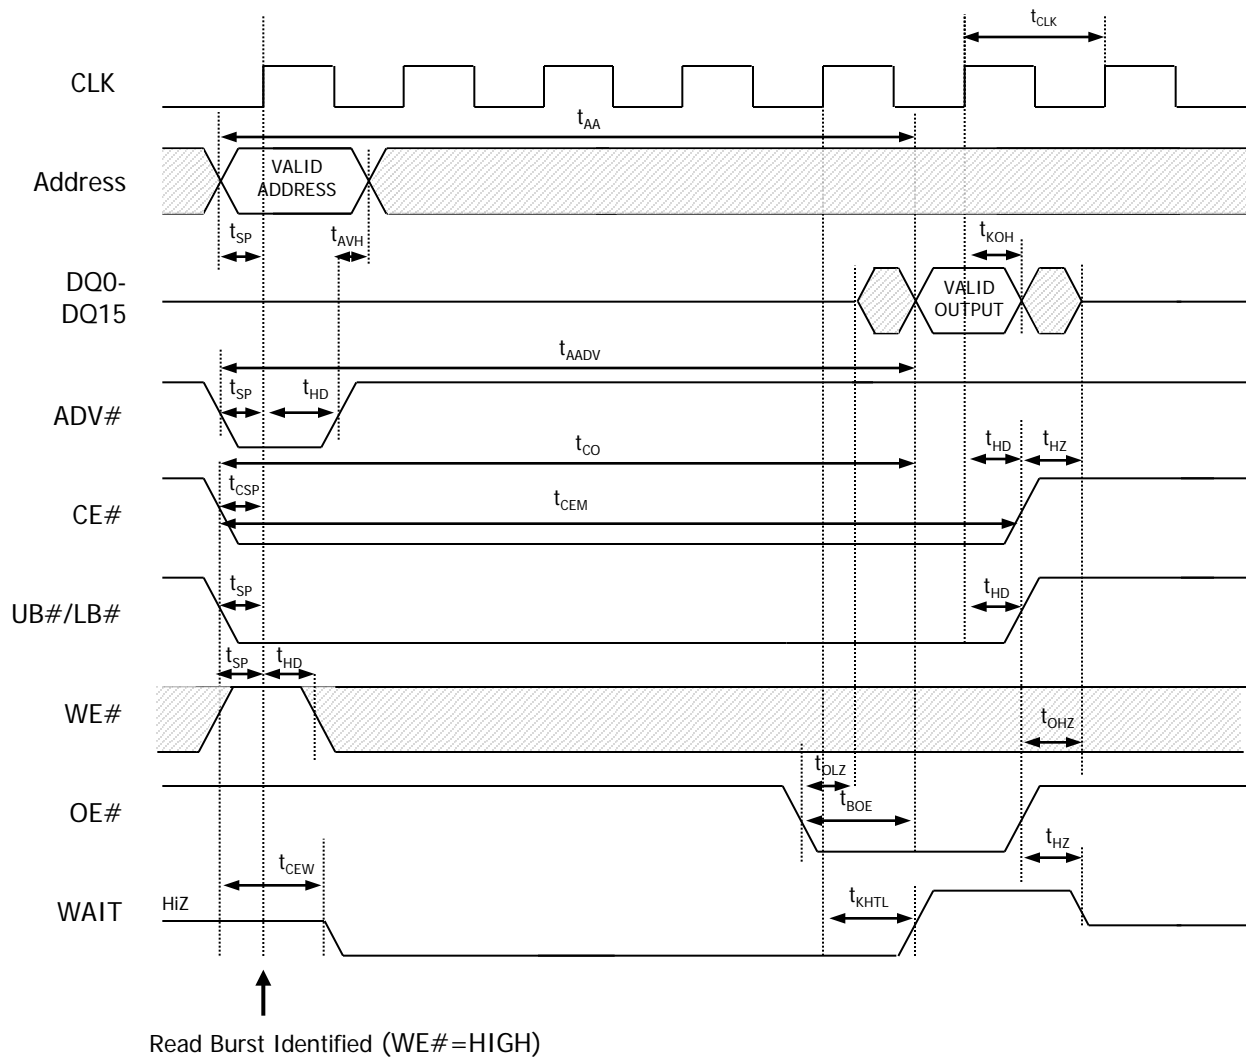 tCLK
CLK
tAA
Address
VALID
ADDRESS
tSP
tAVH
tKOH
DQ0-
DQ15
VALID
OUTPUT
tAADV
ADV#
tSP
tHD
tCO
tHD
tHZ
CE#
tCSP
tCEM
UB#/LB#
tSP
tHD
tSP
tHD
WE#
tOHZ
tOLZ
OE#
tBOE
tHZ
tCEW
WAIT
HiZ
tKHTL
Read Burst Identified (WE#=HIGH)